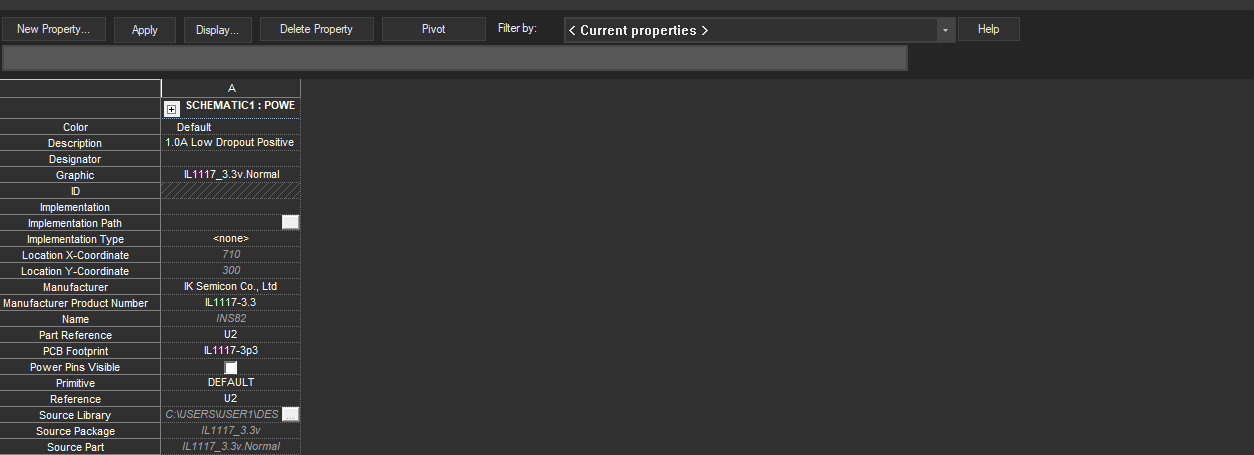 New Property... Apply Display... Delete Property Pivot Filter by: < Current properties > Help
A
SCHEMATIC1 : POWE
Color Default
Description 1.0A Low Dropout Positive
Designator
Graphic IL1117_3.3v.Normal
ID
Implementation
Implementation Path
Implementation Type <none>
Location X-Coordinate 710
Location Y-Coordinate 300
Manufacturer IK Semicon Co., Ltd
Manufacturer Product Number IL1117-3.3
Name INS82
Part Reference U2
PCB Footprint IL1117-3p3
Power Pins Visible
Primitive DEFAULT
Reference U2
Source Library C:\USERS\USER1\DES ...
Source Package IL1117_3.3v
Source Part IL1117_3.3v.Normal